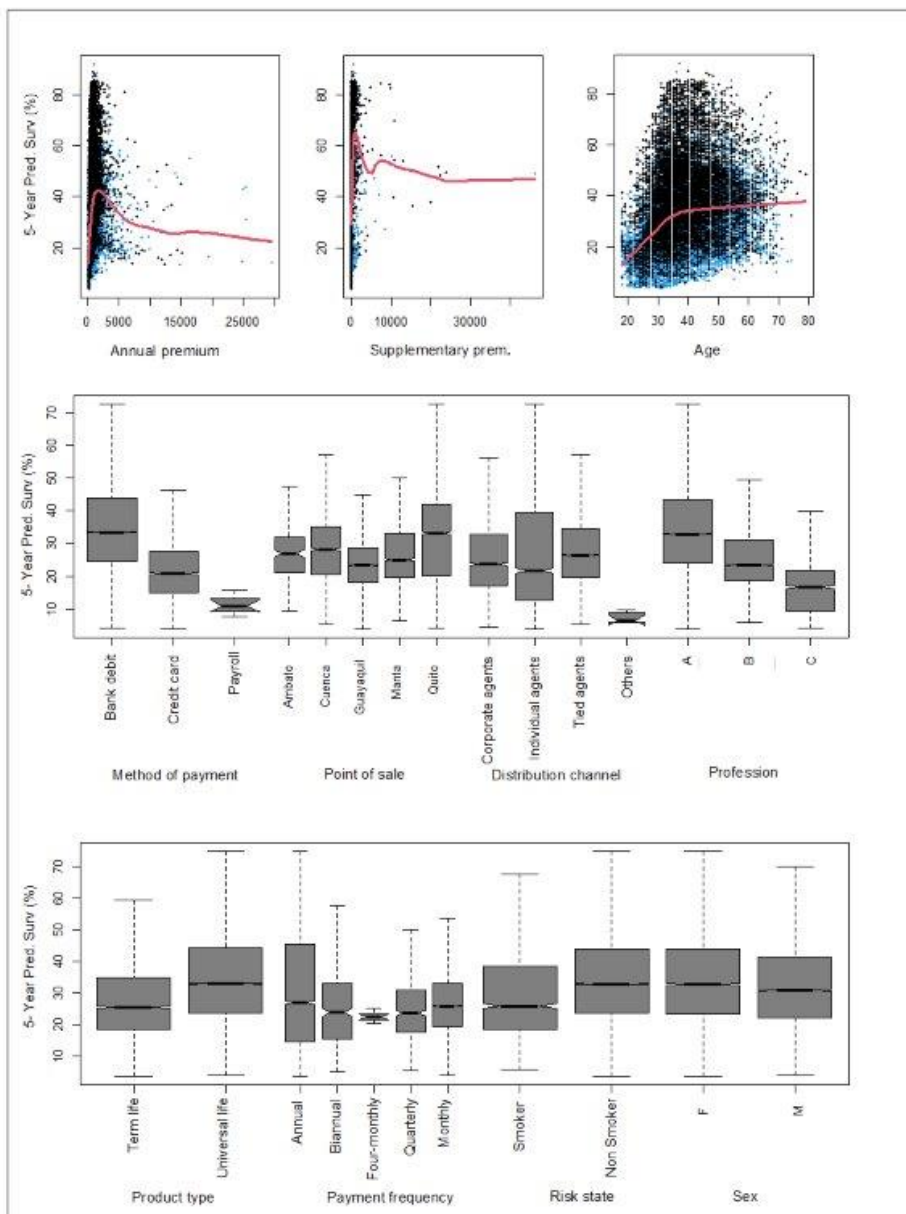 5- Year Pred. Surv (%)
80
60
40
20
0 5000 15000 25000
Annual premium
80
60
40
20
0 10000 30000
Supplementary prem.
80
60
40
20
20 30 40 50 60 70 80
Age
5- Year Pred. Surv (%)
70
60
50
40
30
20
10
Bank debit
Credit card
Payroll
Ambato
Cuenca
Guayaquil
Manta
Quito
Corporate agents
Individual agents
Tied agents
Others
A
B
C
Method of payment Point of sale Distribution channel Profession
5- Year Pred. Surv (%)
70
60
50
40
30
20
10
Term life
Universal life
Annual
Biannual
Four-monthly
Quarterly
Monthly
Smoker
Non Smoker
F
M
Product type Payment frequency Risk state Sex